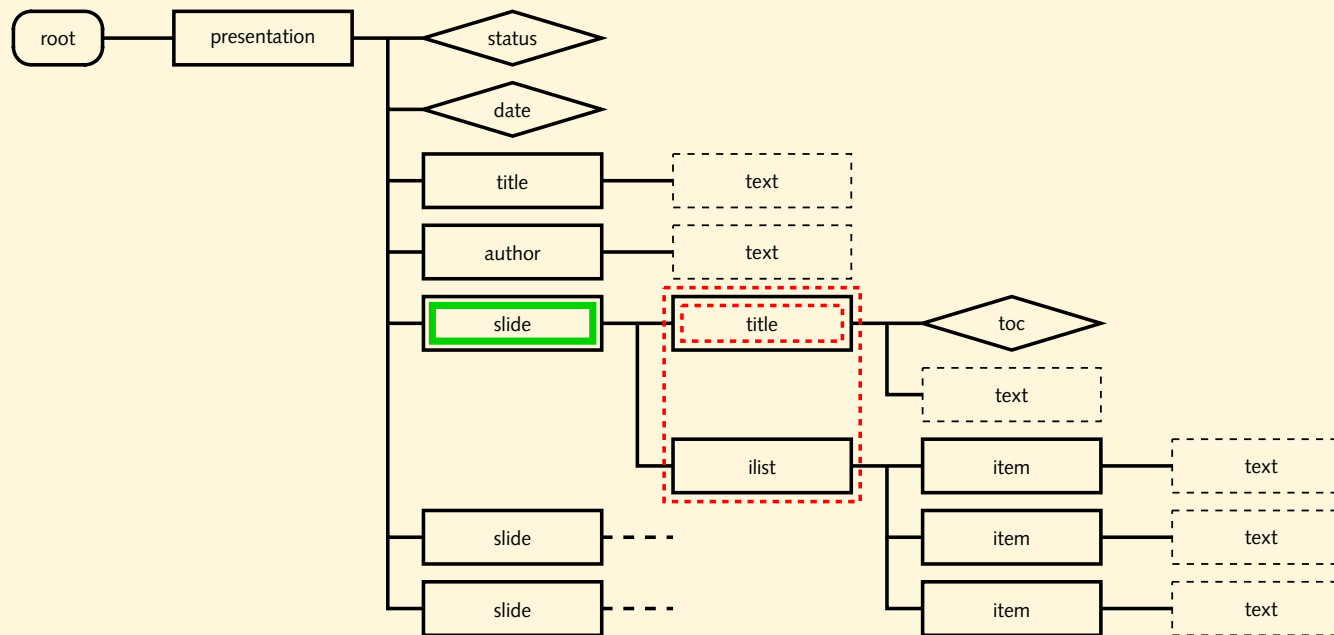 root presentation status
date
title text
author text
slide title toc
text
ilist item text
slide item text
slide item text